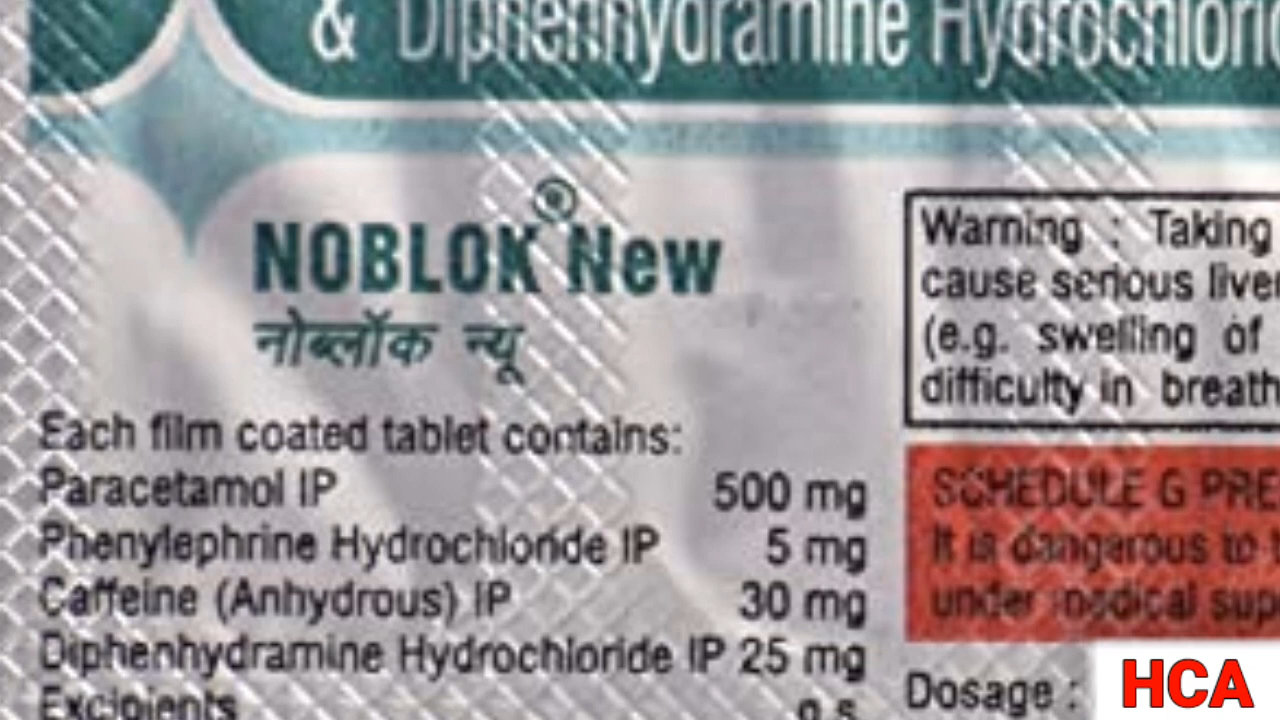 & Diphenhydramine Hydrochlorid
NOBLOK® New
नोब्लॉक न्यू
Each film coated tablet contains:
Paracetamol IP 500 mg
Phenylephrine Hydrochloride IP 5 mg
Caffeine (Anhydrous) IP 30 mg
Diphenhydramine Hydrochloride IP 25 mg
Excipients q.s.
Warning : Taking
cause serious liver
(e.g. swelling of
difficulty in breath
SCHEDULE G PRE
It is dangerous to t
under medical sup
Dosage :
HCA